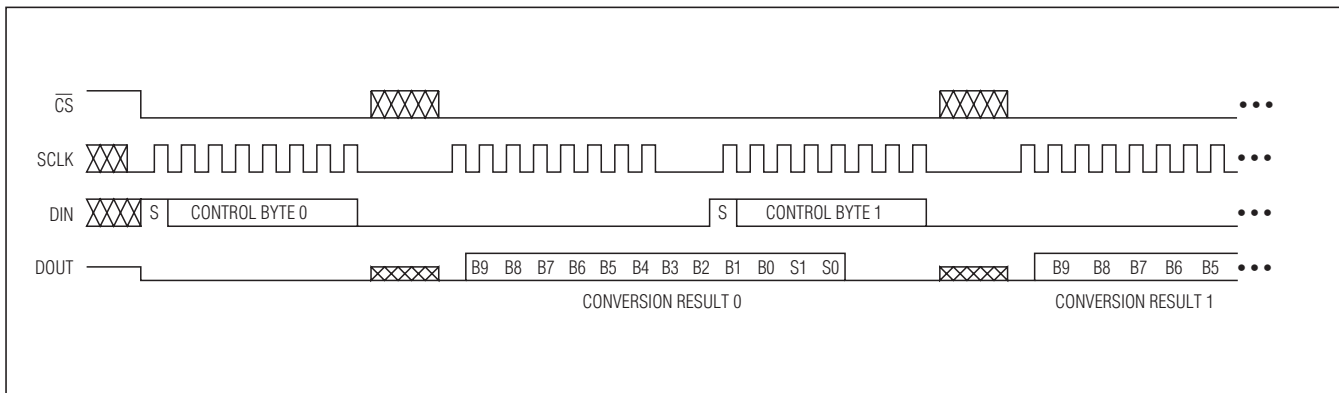 CS
SCLK
DIN S CONTROL BYTE 0 S CONTROL BYTE 1
DOUT B9 B8 B7 B6 B5 B4 B3 B2 B1 B0 S1 S0 B9 B8 B7 B6 B5
CONVERSION RESULT 0 CONVERSION RESULT 1